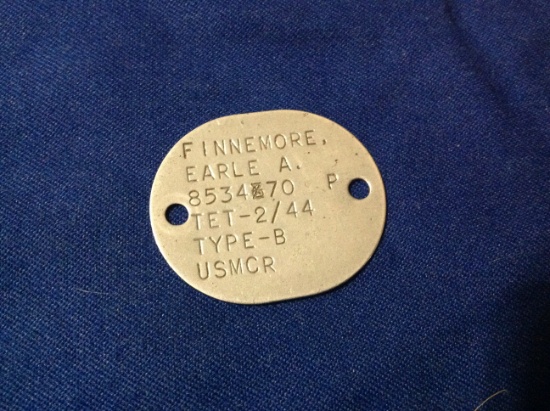 FINNEMORE,
EARLE A.
TET-2/44 P
TYPE-B
USMCR